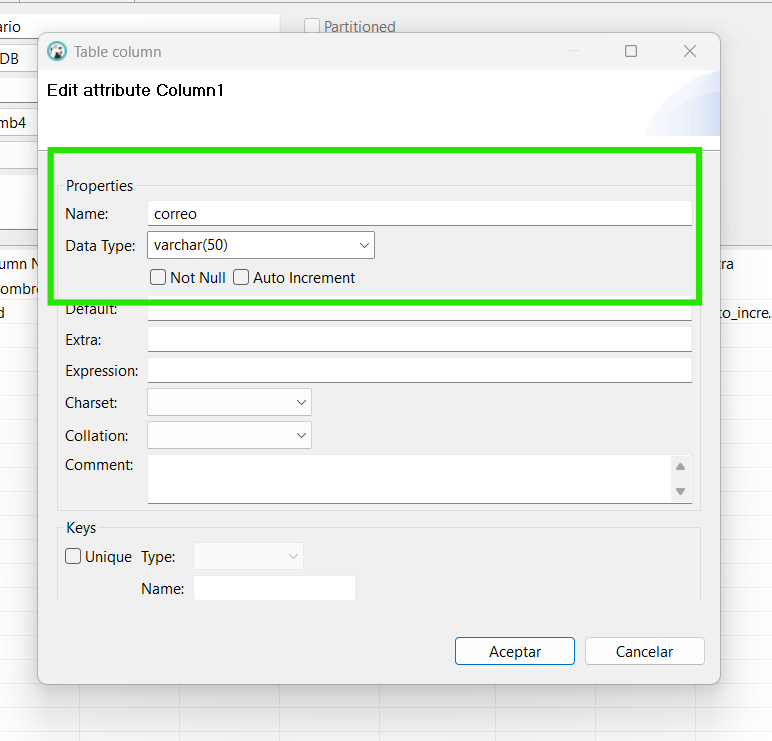 ario
Partitioned
DB
Table column
Edit attribute Column1
mb4
Properties
Name: correo
Data Type: varchar(50)
Not Null Auto Increment
umn N
ra
ombre
Default:
d
to_incre...
Extra:
Expression:
Charset:
Collation:
Comment:
Keys
Unique Type:
Name:
Aceptar Cancelar